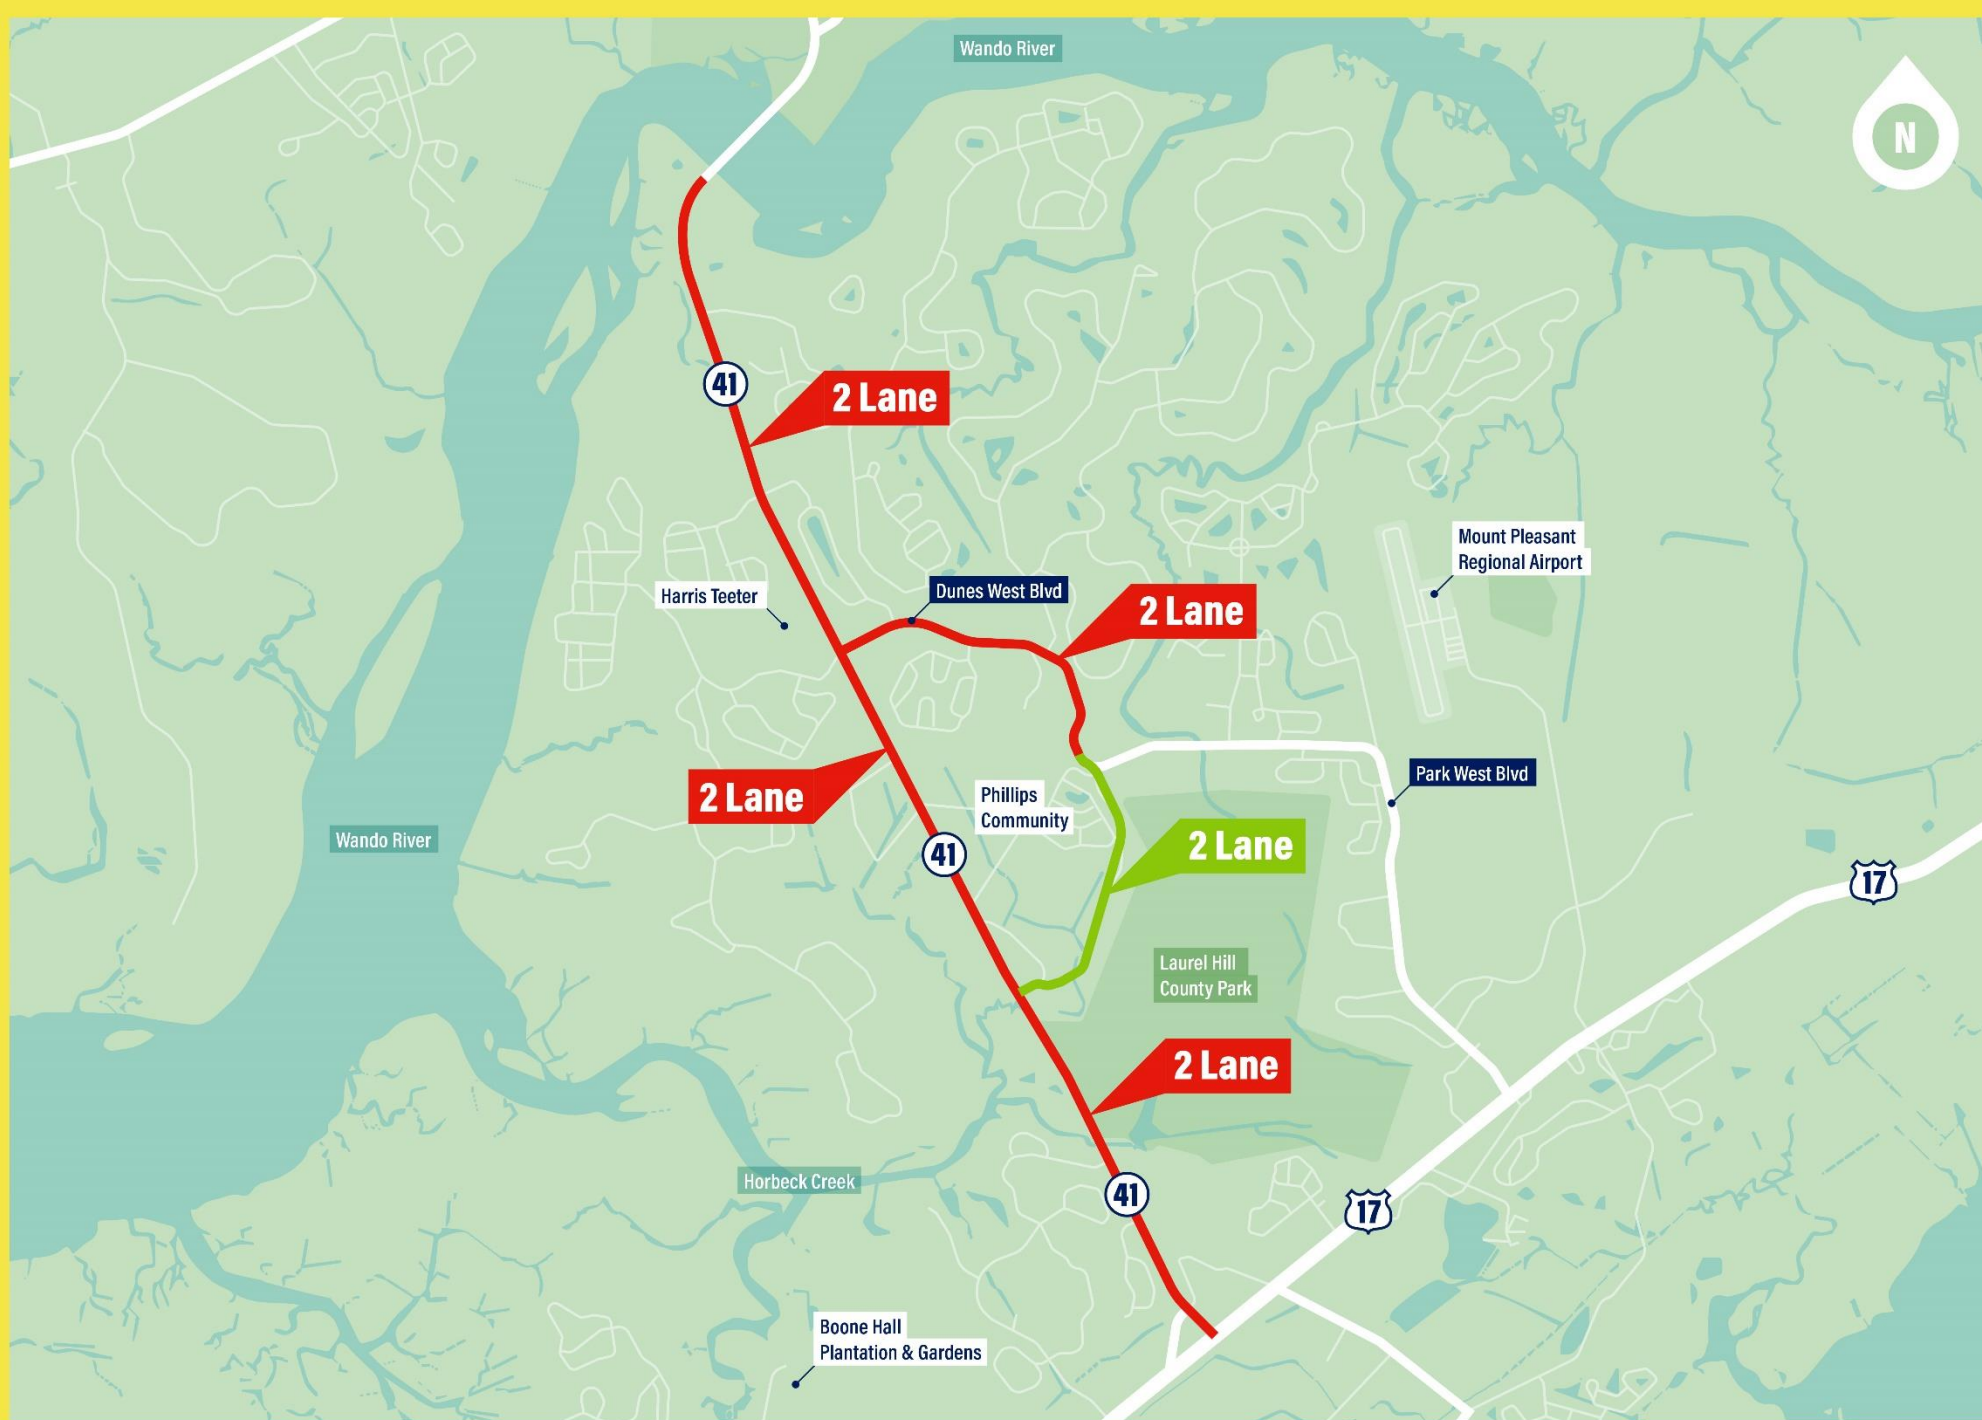 Wando River
N
41
2 Lane
Mount Pleasant
Regional Airport
Harris Teeter
Dunes West Blvd
2 Lane
2 Lane
Phillips
Community
Park West Blvd
Wando River
41
2 Lane
17
Laurel Hill
County Park
2 Lane
Horbeck Creek
41
17
Boone Hall
Plantation & Gardens